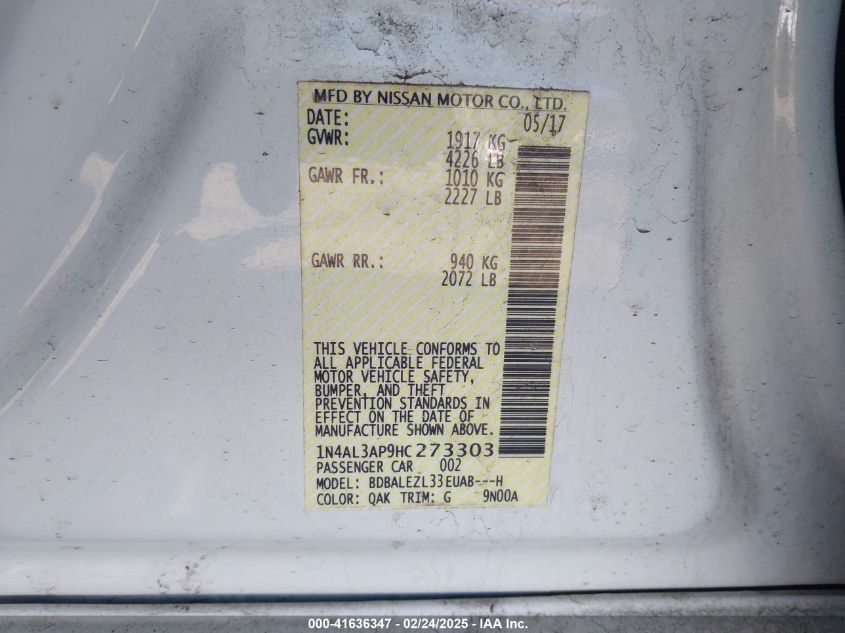 MFD BY NISSAN MOTOR CO., LTD.
DATE: 05/17
GVWR: 1917 KG
4226 LB
GAWR FR.: 1010 KG
2227 LB
GAWR RR.: 940 KG
2072 LB
THIS VEHICLE CONFORMS TO
ALL APPLICABLE FEDERAL
MOTOR VEHICLE SAFETY,
BUMPER, AND THEFT
PREVENTION STANDARDS IN
EFFECT ON THE DATE OF
MANUFACTURE SHOWN ABOVE.
1N4AL3AP9HC273303
PASSENGER CAR 002
MODEL: BDBALEZL33EUAB---H
COLOR: QAK TRIM: G 9N00A
000-41636347 - 02/24/2025 - IAA Inc.